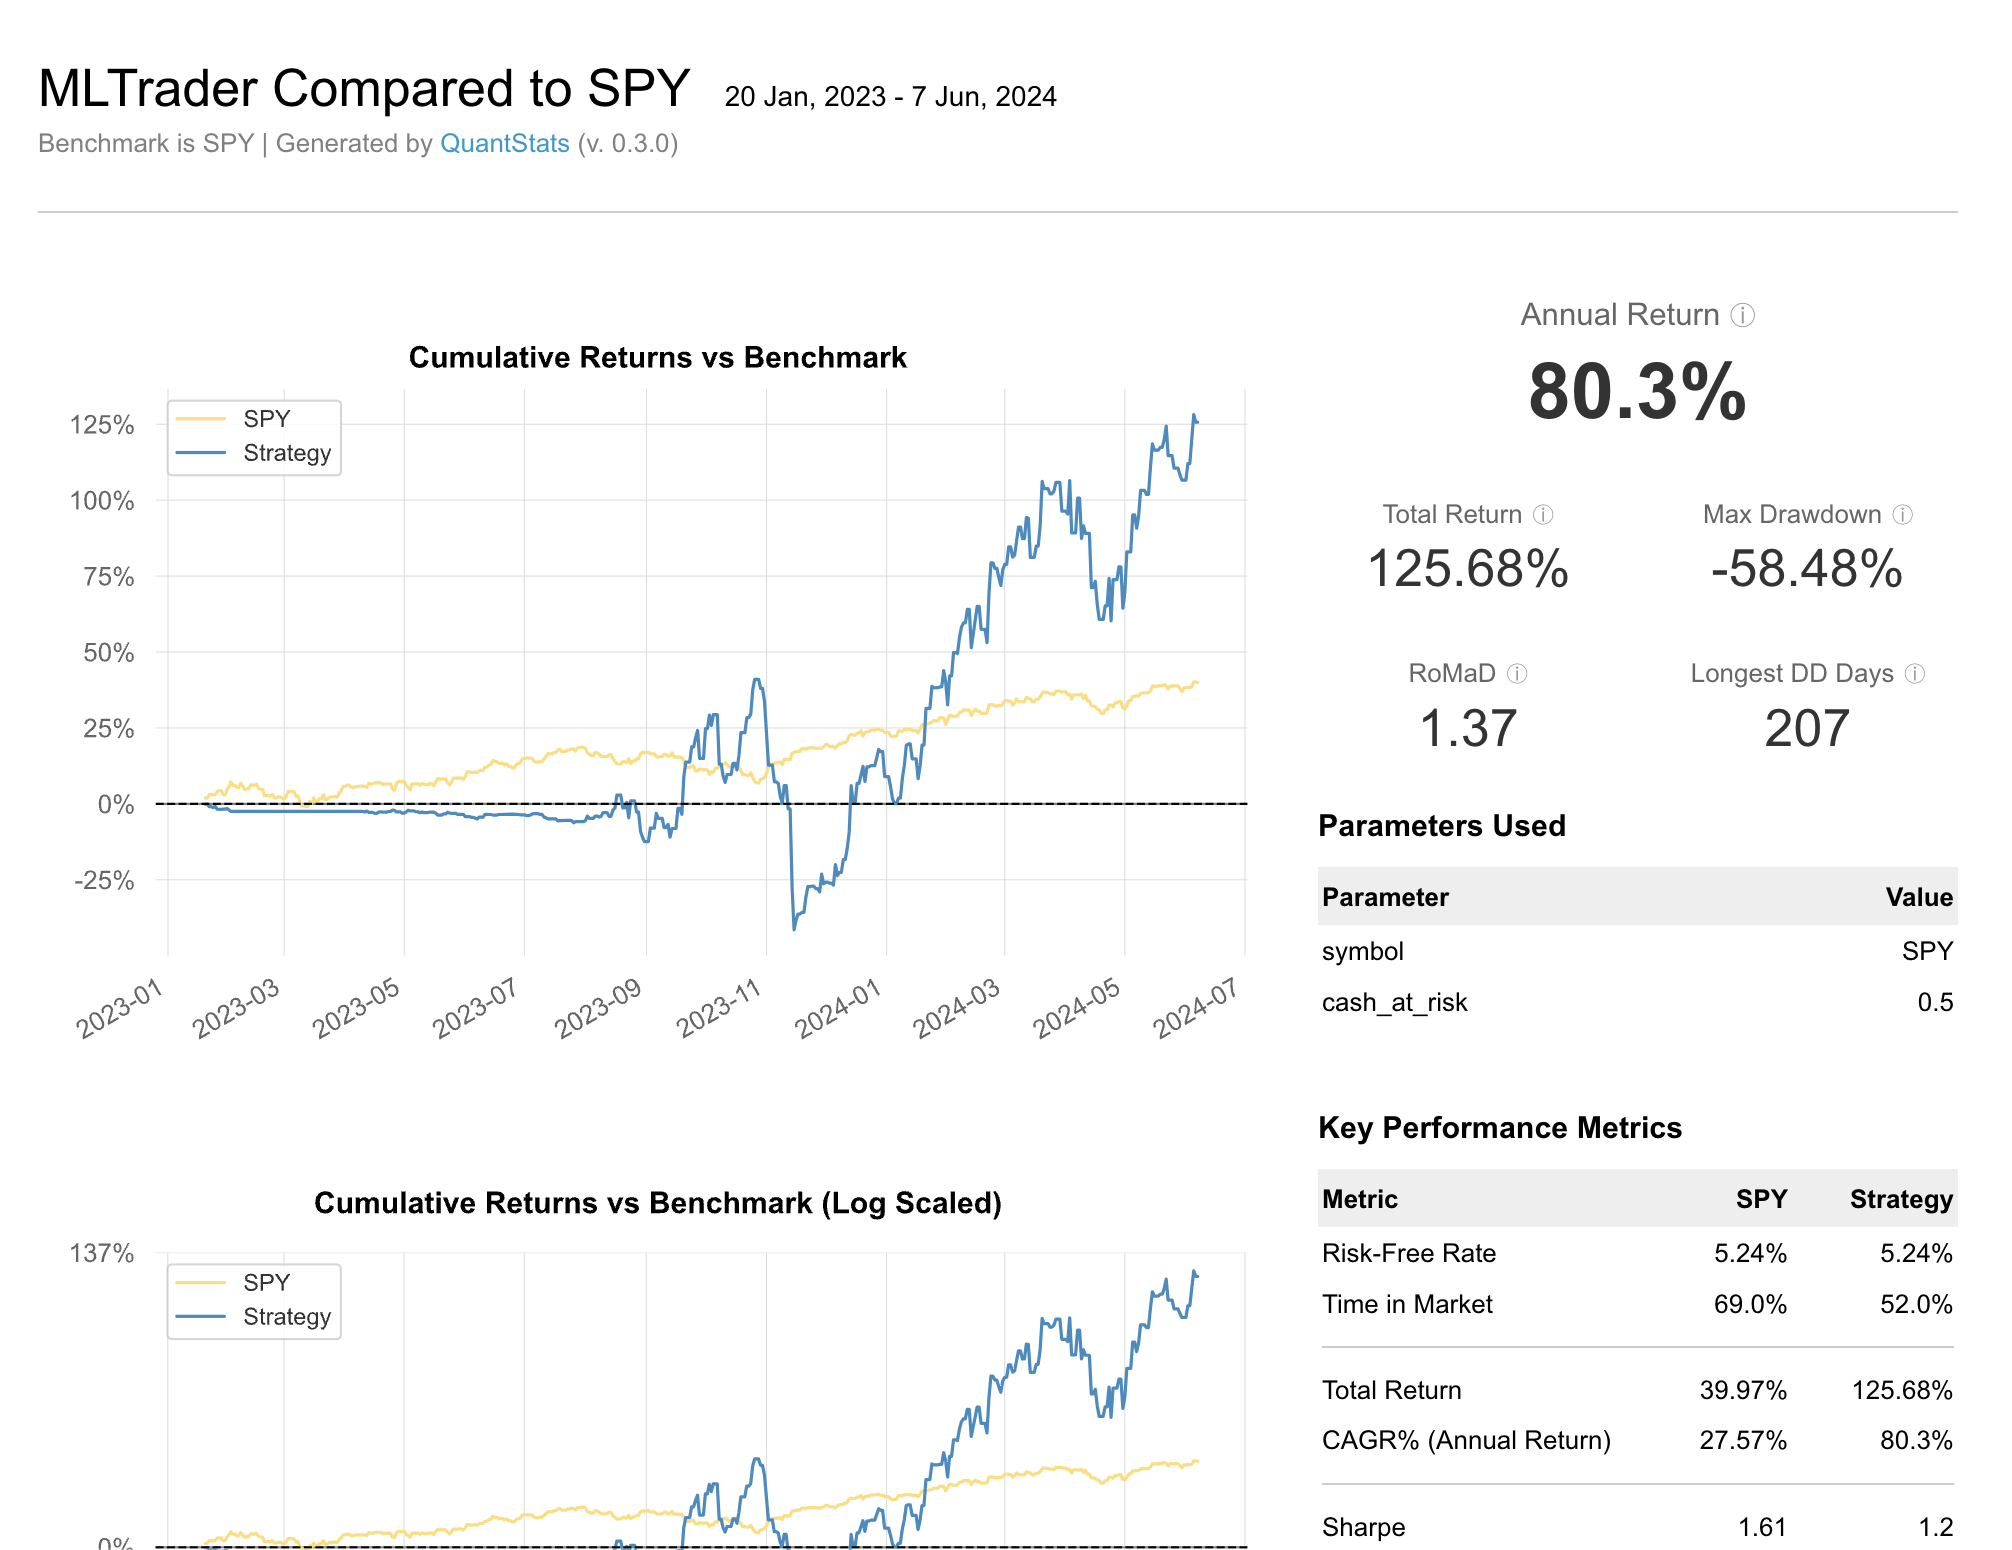 MLTrader Compared to SPY 20 Jan, 2023 - 7 Jun, 2024
Benchmark is SPY | Generated by QuantStats (v. 0.3.0)
Cumulative Returns vs Benchmark
SPY
Strategy
125%
100%
75%
50%
25%
0%
-25%
2023-01
2023-03
2023-05
2023-07
2023-09
2023-11
2024-01
2024-03
2024-05
2024-07
Cumulative Returns vs Benchmark (Log Scaled)
137%
SPY
Strategy
0%
Annual Return ⓘ
80.3%
Total Return ⓘ
125.68%
Max Drawdown ⓘ
-58.48%
RoMaD ⓘ
1.37
Longest DD Days ⓘ
207
Parameters Used
Parameter Value
symbol SPY
cash_at_risk 0.5
Key Performance Metrics
Metric SPY Strategy
Risk-Free Rate 5.24% 5.24%
Time in Market 69.0% 52.0%
Total Return 39.97% 125.68%
CAGR% (Annual Return) 27.57% 80.3%
Sharpe 1.61 1.2